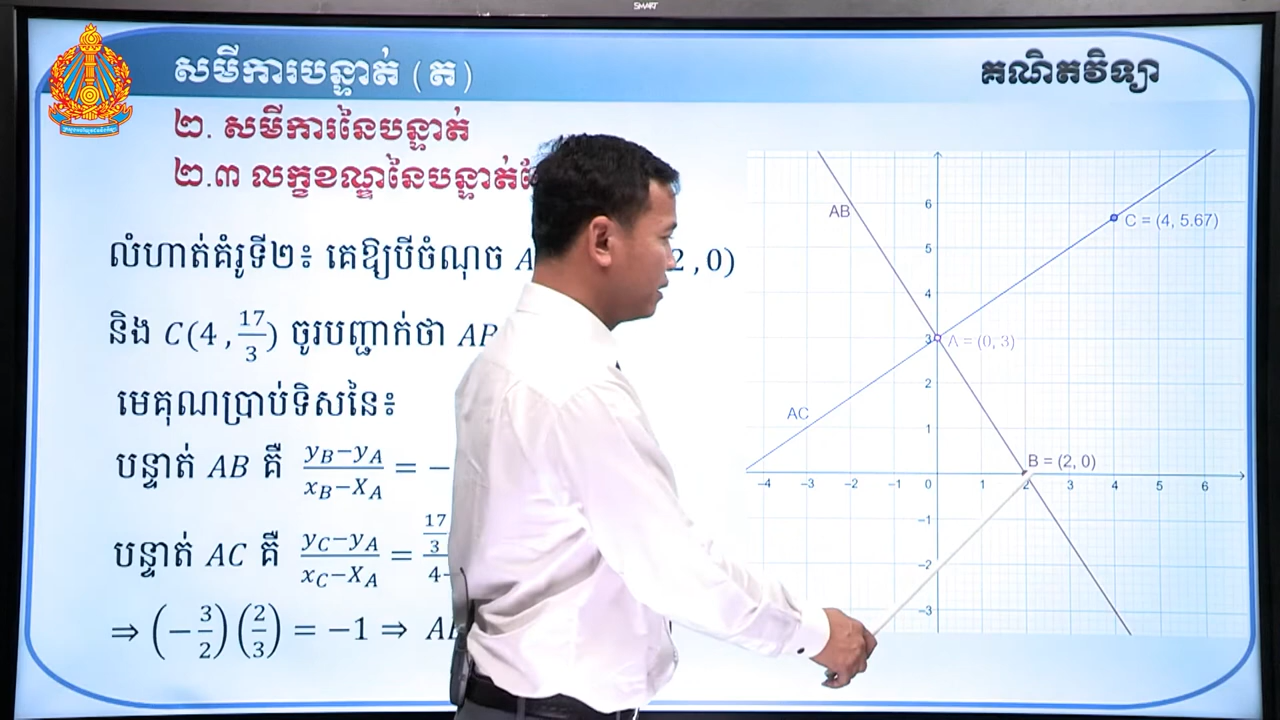 SMART
សមីការបន្ទាត់ (ត)
គណិតវិទ្យា
២. សមីការនៃបន្ទាត់
២.៣ លក្ខខណ្ឌនៃបន្ទាត់
លំហាត់គំរូទី២៖ គេឱ្យបីចំណុច A 2 , 0)
និង C(4 , 17/3) ចូរបញ្ជាក់ថា AB
មេគុណប្រាប់ទិសនៃ៖
បន្ទាត់ AB គឺ (y_B−y_A)/(x_B−X_A) = −
បន្ទាត់ AC គឺ (y_C−y_A)/(x_C−X_A) = 17/3 4−
⇒ (−3/2)(2/3) = −1 ⇒ AB
AB
C = (4, 5.67)
A = (0, 3)
AC
B = (2, 0)
6
5
4
3
2
1
−4 −3 −2 −1 0 1 2 3 4 5 6
−1
−2
−3